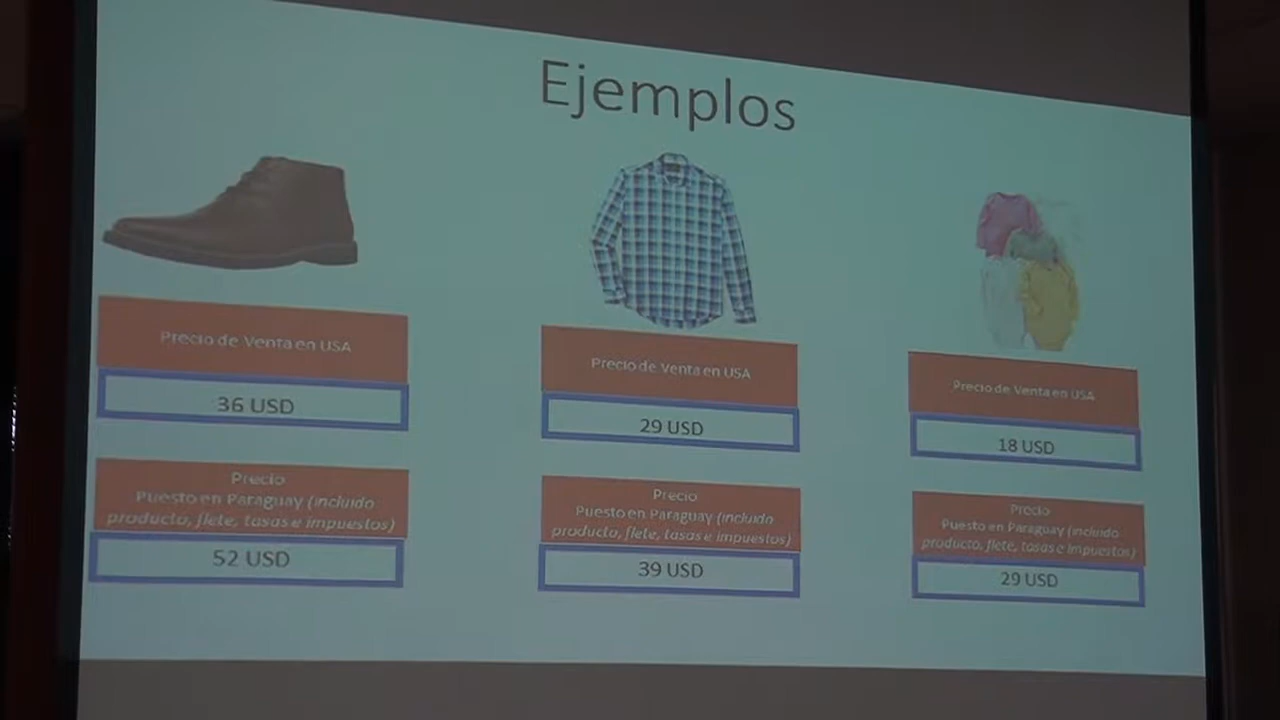 Ejemplos
Precio de Venta en USA
36 USD
Precio
Puesto en Paraguay (incluido
producto, flete, tasas e impuestos)
52 USD
Precio de Venta en USA
29 USD
Precio
Puesto en Paraguay (incluido
producto, flete, tasas e impuestos)
39 USD
Precio de Venta en USA
18 USD
Precio
Puesto en Paraguay (incluido
producto, flete, tasas e impuestos)
29 USD